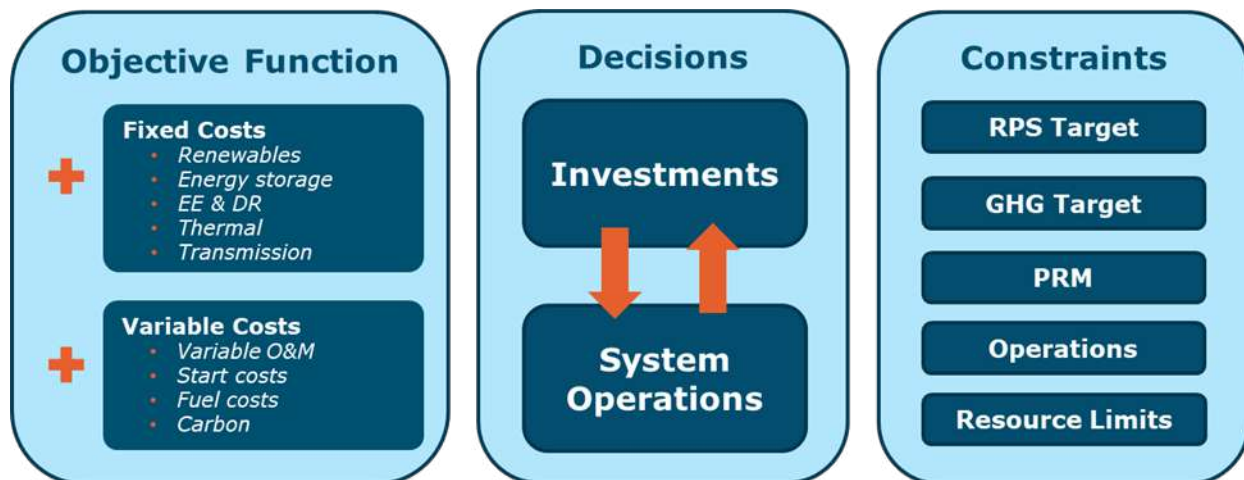 Objective Function
Fixed Costs
• Renewables
• Energy storage
• EE & DR
• Thermal
• Transmission
Variable Costs
• Variable O&M
• Start costs
• Fuel costs
• Carbon
Decisions
Investments
System
Operations
Constraints
RPS Target
GHG Target
PRM
Operations
Resource Limits